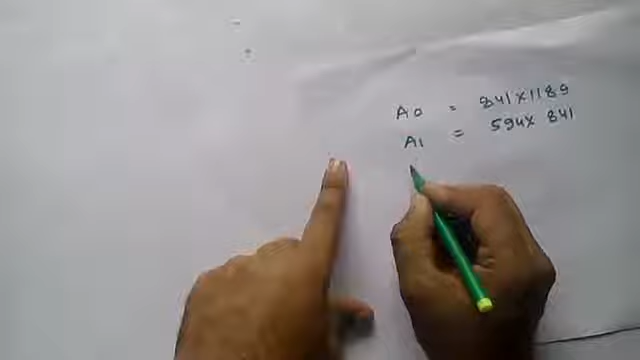 A0 = 841x1189
A1 = 594x 841